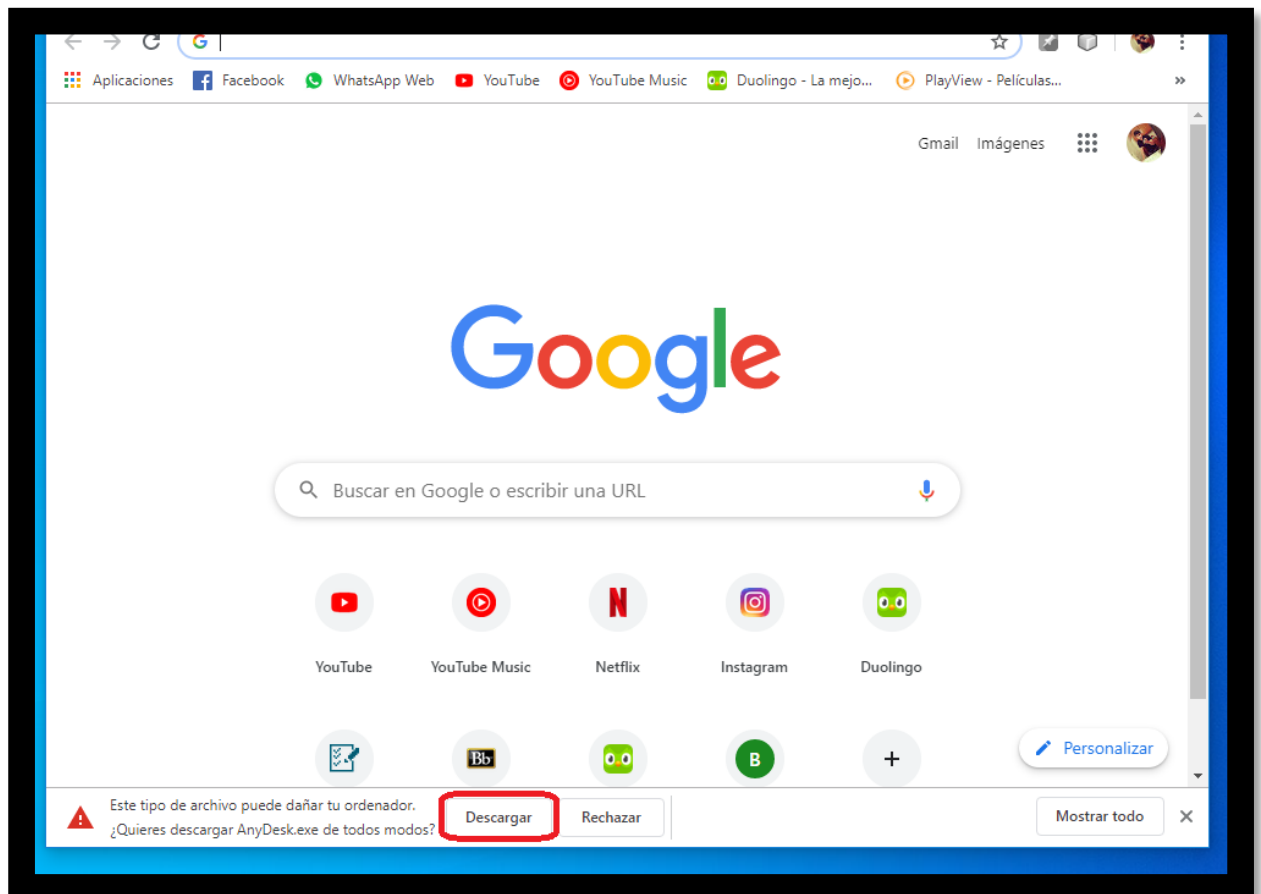 G
Aplicaciones Facebook WhatsApp Web YouTube YouTube Music Duolingo - La mejo... PlayView - Películas... »
Gmail Imágenes
Google
Buscar en Google o escribir una URL
N
YouTube YouTube Music Netflix Instagram Duolingo
Bb B +
Personalizar
Este tipo de archivo puede dañar tu ordenador.
¿Quieres descargar AnyDesk.exe de todos modos?
Descargar Rechazar Mostrar todo